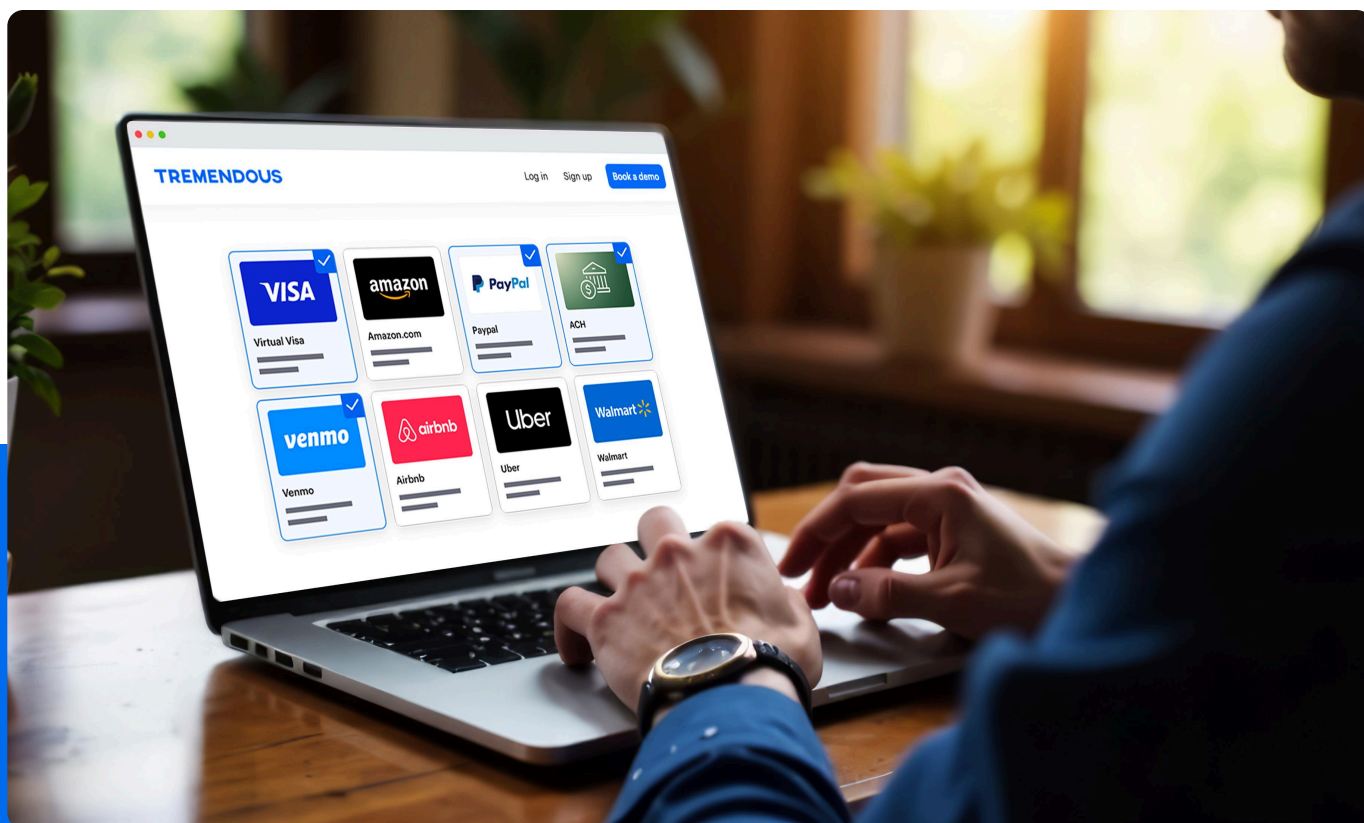 TREMENDOUS
Log in
Sign up
Book a demo
VISA
amazon
PayPal
Virtual Visa
Amazon.com
Paypal
ACH
venmo
airbnb
Uber
Walmart
Venmo
Airbnb
Uber
Walmart